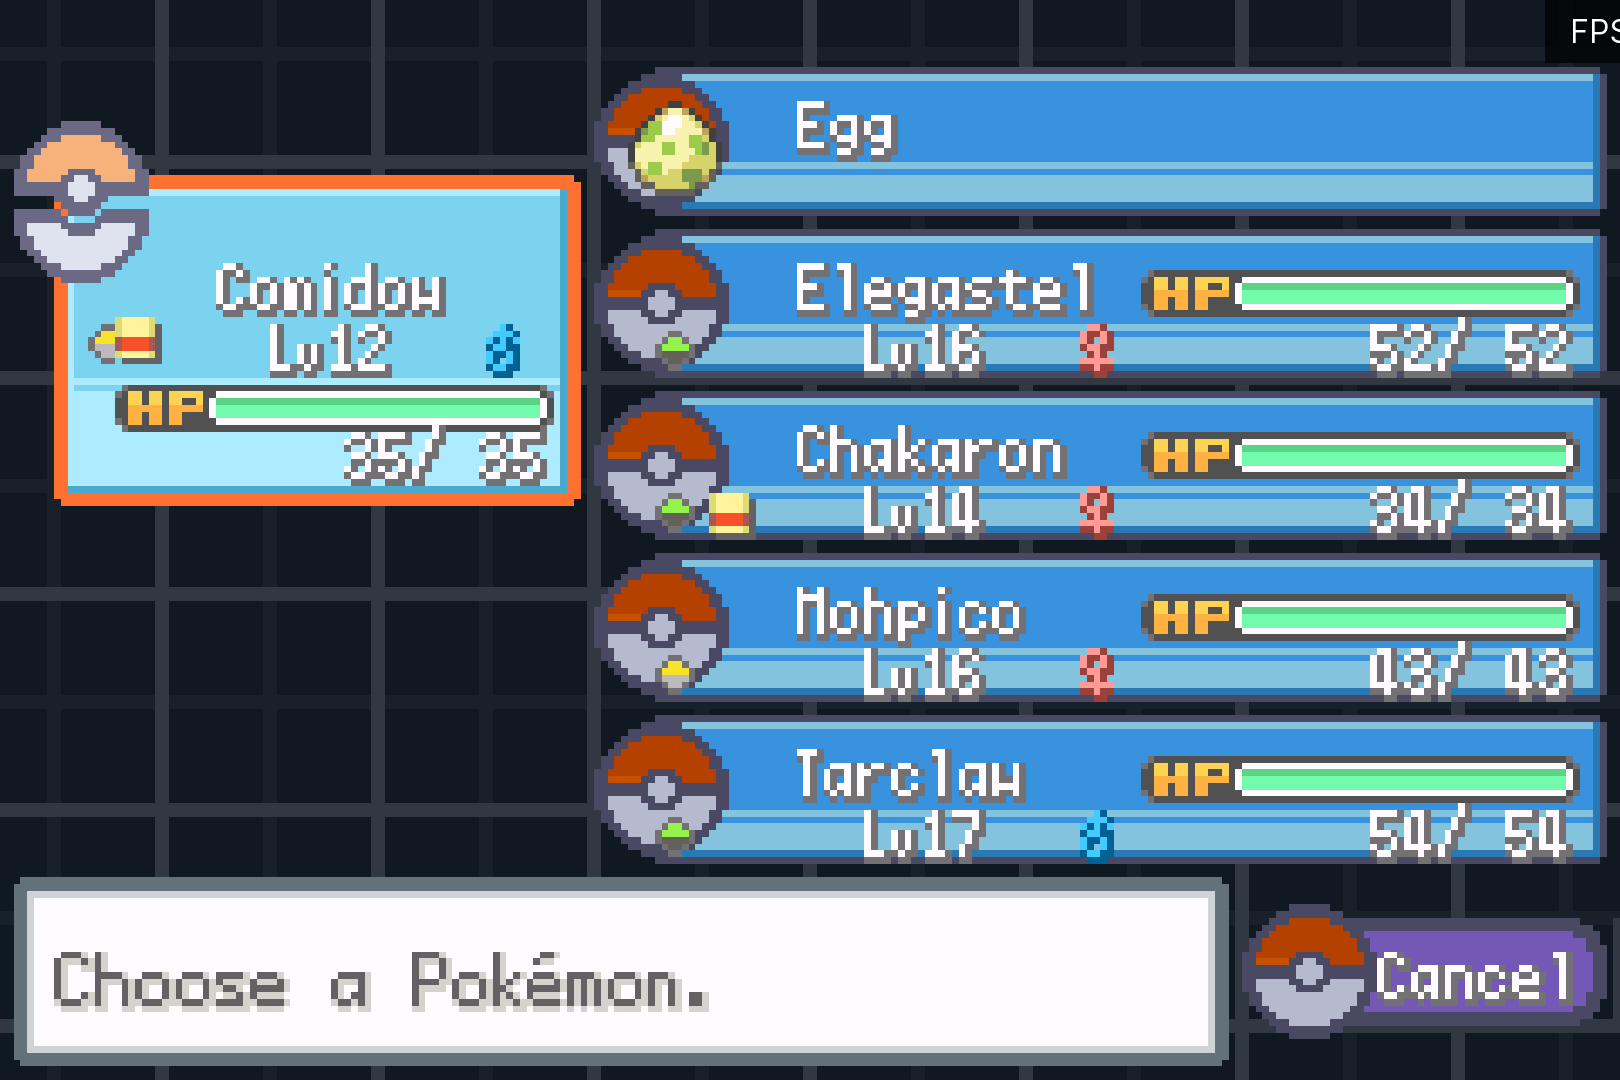 FPS
Comidow
Lv12
HP
35/ 35
Egg
Elegastel
HP
Lv16
52/ 52
Chakaron
HP
Lv14
34/ 34
Mohpico
HP
Lv16
43/ 43
Tarclaw
HP
Lv17
54/ 54
Choose a Pokémon.
Cancel